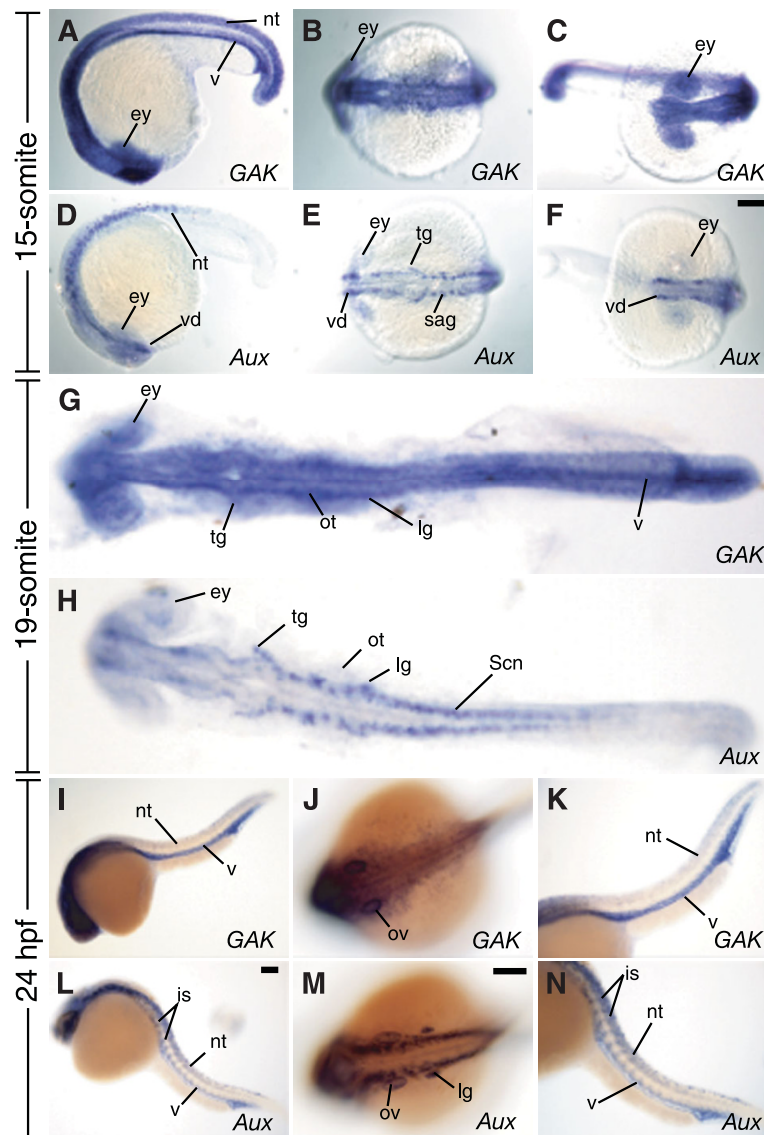 15-somite
A
nt
v
ey
GAK
B
ey
GAK
C
ey
GAK
D
nt
ey
vd
Aux
E
ey
tg
vd
sag
Aux
F
ey
vd
Aux
19-somite
G
ey
tg
ot
lg
v
GAK
H
ey
tg
ot
lg
Scn
Aux
24 hpf
I
nt
v
GAK
J
ov
GAK
K
nt
v
GAK
L
is
nt
v
Aux
M
ov
lg
Aux
N
is
nt
v
Aux